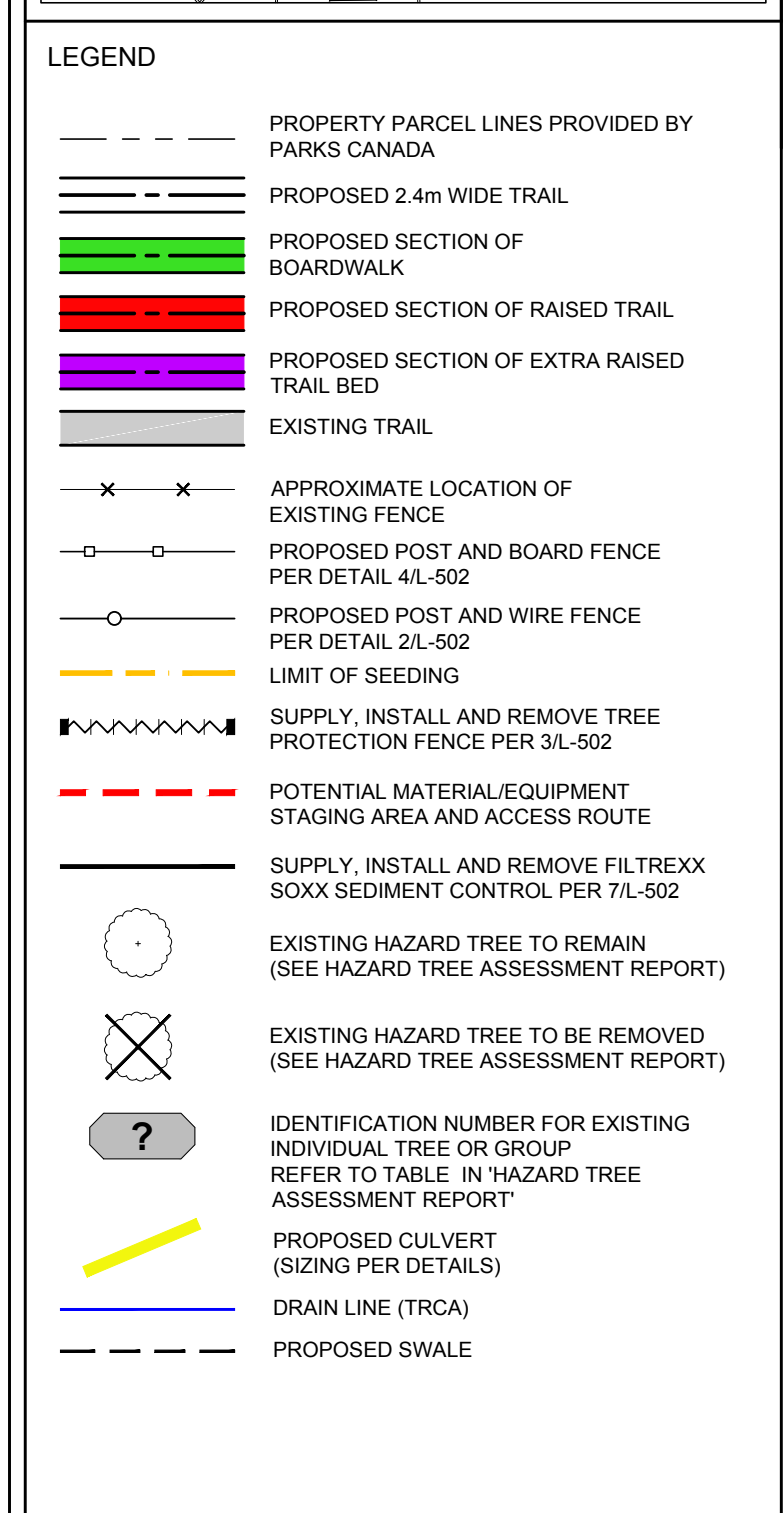 LEGEND
PROPERTY PARCEL LINES PROVIDED BY
PARKS CANADA
PROPOSED 2.4m WIDE TRAIL
PROPOSED SECTION OF
BOARDWALK
PROPOSED SECTION OF RAISED TRAIL
PROPOSED SECTION OF EXTRA RAISED
TRAIL BED
EXISTING TRAIL
APPROXIMATE LOCATION OF
EXISTING FENCE
PROPOSED POST AND BOARD FENCE
PER DETAIL 4/L-502
PROPOSED POST AND WIRE FENCE
PER DETAIL 2/L-502
LIMIT OF SEEDING
SUPPLY, INSTALL AND REMOVE TREE
PROTECTION FENCE PER 3/L-502
POTENTIAL MATERIAL/EQUIPMENT
STAGING AREA AND ACCESS ROUTE
SUPPLY, INSTALL AND REMOVE FILTREXX
SOXX SEDIMENT CONTROL PER 7/L-502
EXISTING HAZARD TREE TO REMAIN
(SEE HAZARD TREE ASSESSMENT REPORT)
EXISTING HAZARD TREE TO BE REMOVED
(SEE HAZARD TREE ASSESSMENT REPORT)
?
IDENTIFICATION NUMBER FOR EXISTING
INDIVIDUAL TREE OR GROUP
REFER TO TABLE IN 'HAZARD TREE
ASSESSMENT REPORT'
PROPOSED CULVERT
(SIZING PER DETAILS)
DRAIN LINE (TRCA)
PROPOSED SWALE